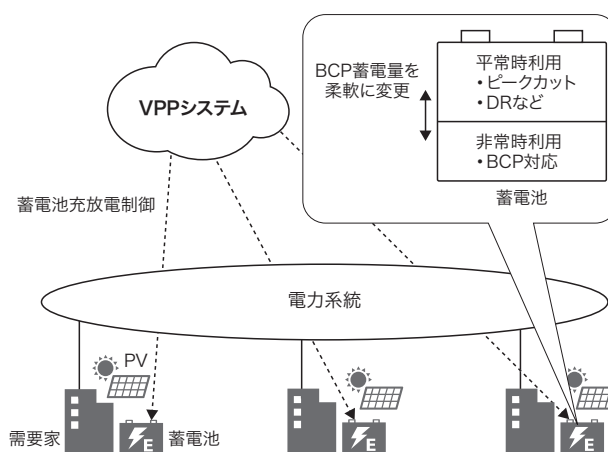 BCP蓄電量を
柔軟に変更
平常時利用
・ピークカット
・DRなど
非常時利用
・BCP対応
蓄電池
VPPシステム
蓄電池充放電制御
電力系統
PV
需要家
E
蓄電池
E
E